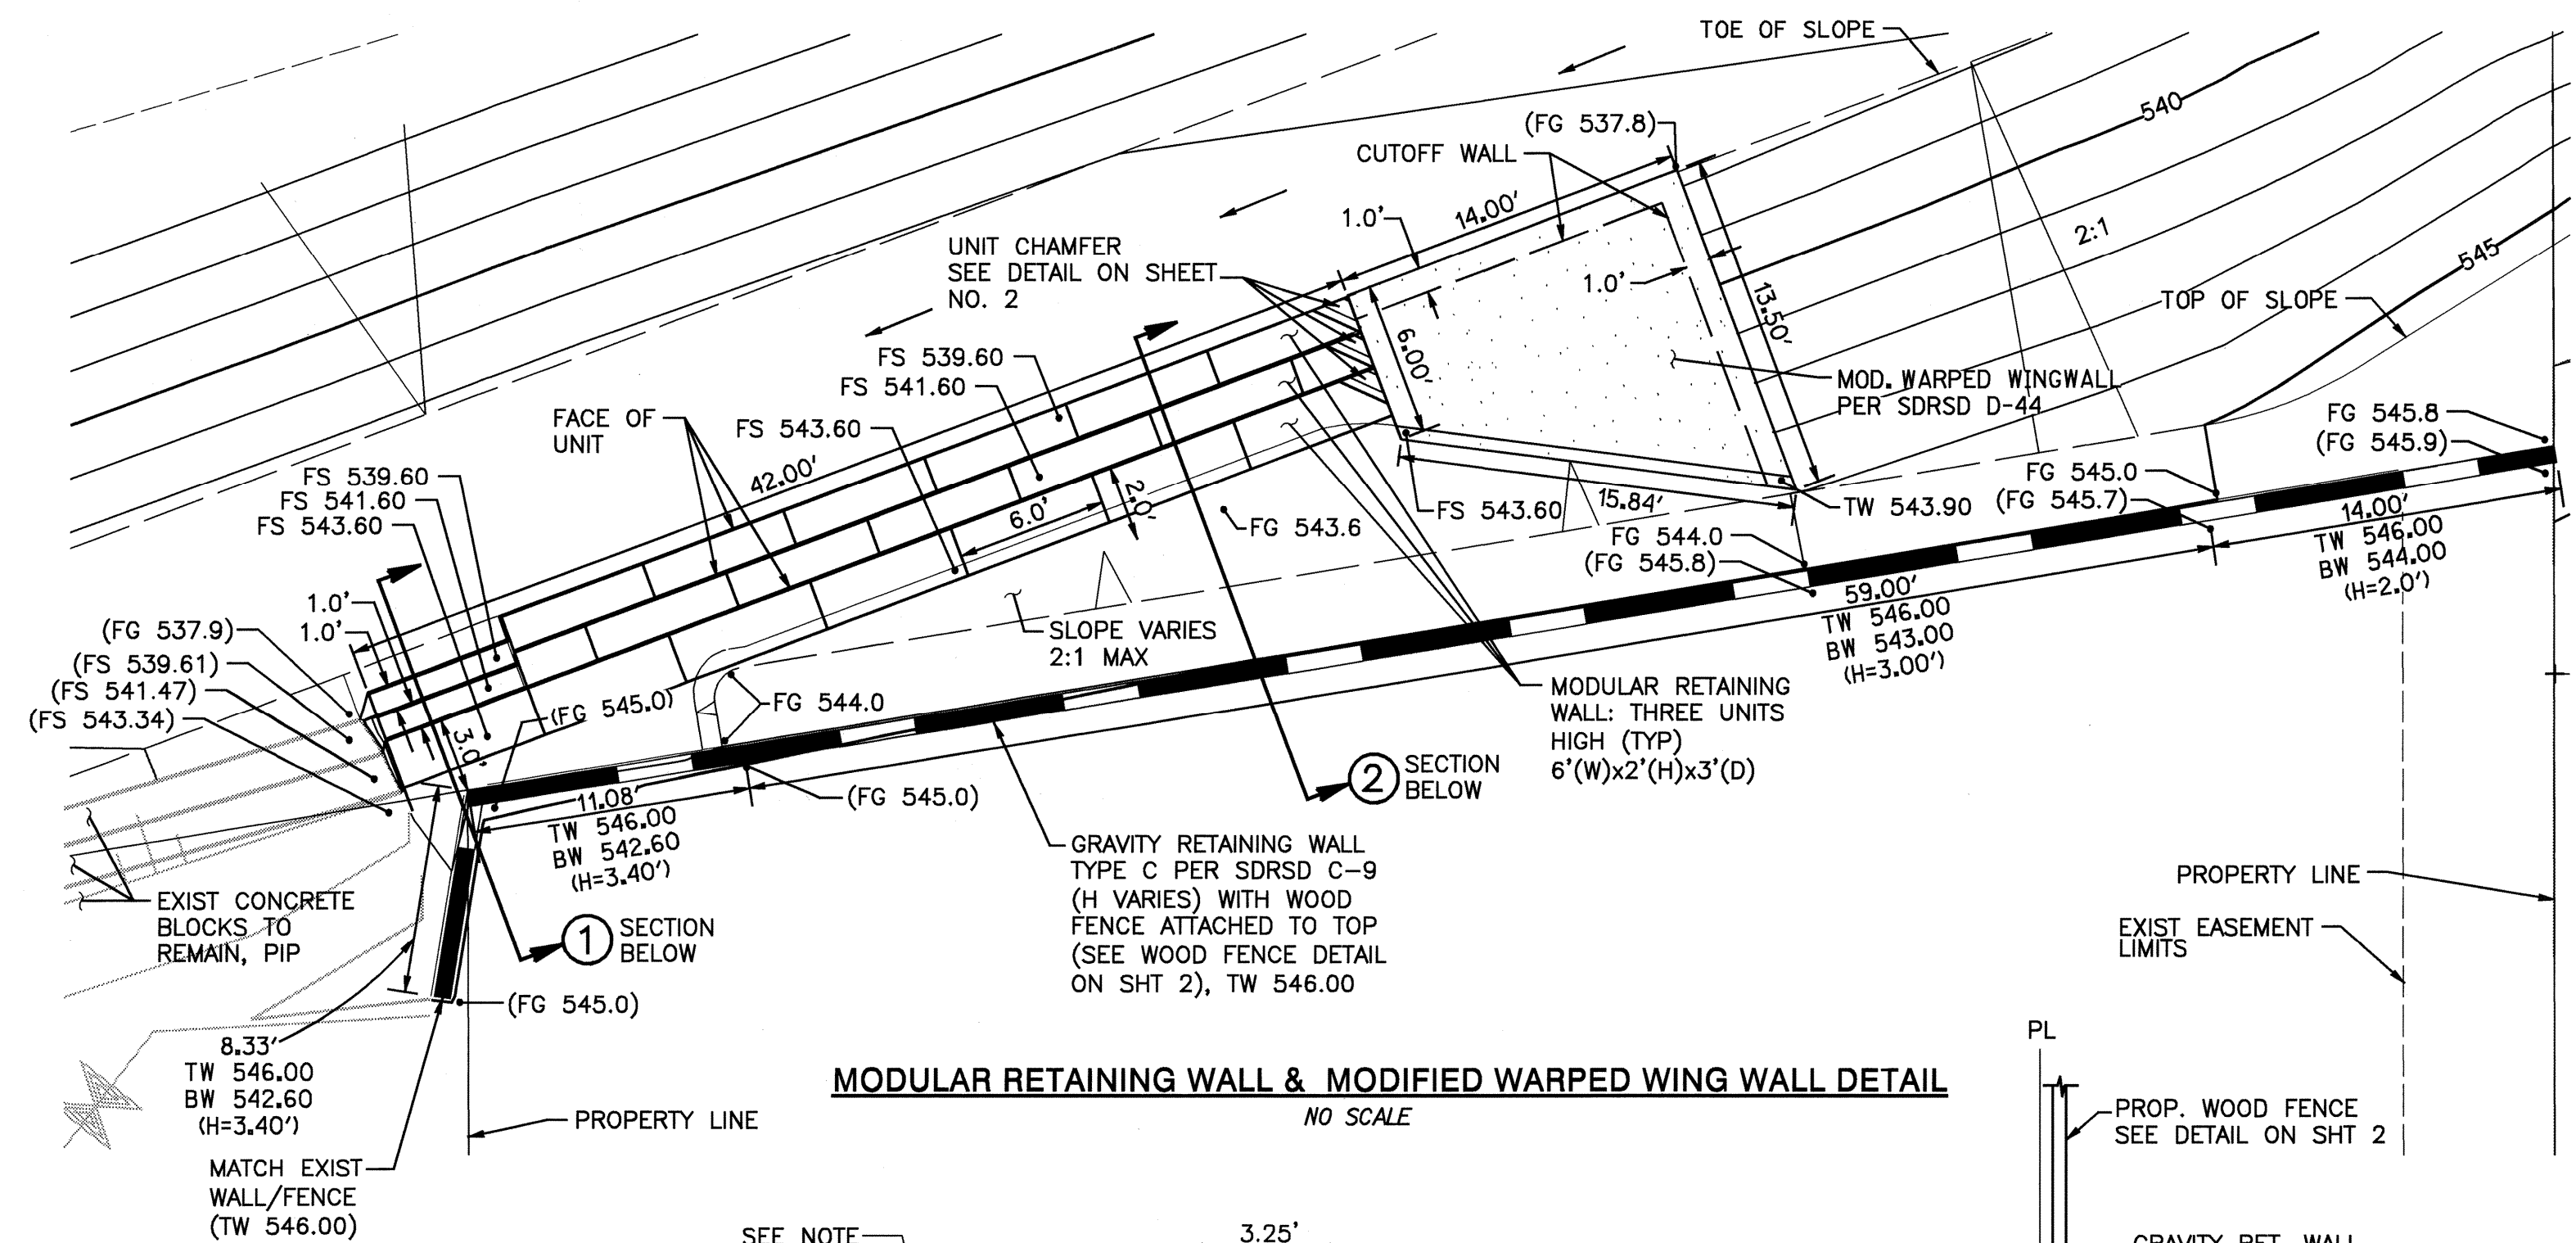 TOE OF SLOPE
540
(FG 537.8)
CUTOFF WALL
1.0'
14.00'
2:1
UNIT CHAMFER
SEE DETAIL ON SHEET
NO. 2
545
1.0'
13.50'
TOP OF SLOPE
6.00'
FS 539.60
FS 541.60
MOD. WARPED WINGWALL
PER SDRSD D-44
FACE OF
UNIT
FS 543.60
42.00'
FG 545.8
(FG 545.9)
FS 539.60
FS 541.60
FS 543.60
2.0'
6.0'
FG 543.6
FS 543.60
15.84'
TW 543.90
FG 545.0
(FG 545.7)
14.00'
TW 546.00
BW 544.00
(H=2.0')
FG 544.0
(FG 545.8)
59.00'
TW 546.00
BW 543.00
(H=3.00')
1.0'
1.0'
(FG 537.9)
(FS 539.61)
(FS 541.47)
(FS 543.34)
SLOPE VARIES
2:1 MAX
(FG 545.0)
FG 544.0
3.0'
MODULAR RETAINING
WALL: THREE UNITS
HIGH (TYP)
6'(W)x2'(H)x3'(D)
2
SECTION
BELOW
11.08'
TW 546.00
BW 542.60
(H=3.40')
(FG 545.0)
GRAVITY RETAINING WALL
TYPE C PER SDRSD C-9
(H VARIES) WITH WOOD
FENCE ATTACHED TO TOP
(SEE WOOD FENCE DETAIL
ON SHT 2), TW 546.00
PROPERTY LINE
EXIST CONCRETE
BLOCKS TO
REMAIN, PIP
1
SECTION
BELOW
EXIST EASEMENT
LIMITS
(FG 545.0)
8.33'
TW 546.00
BW 542.60
(H=3.40')
PL
MODULAR RETAINING WALL & MODIFIED WARPED WING WALL DETAIL
NO SCALE
PROPERTY LINE
PROP. WOOD FENCE
SEE DETAIL ON SHT 2
MATCH EXIST
WALL/FENCE
(TW 546.00)
SEE NOTE
3.25'
GRAVITY RET. WALL